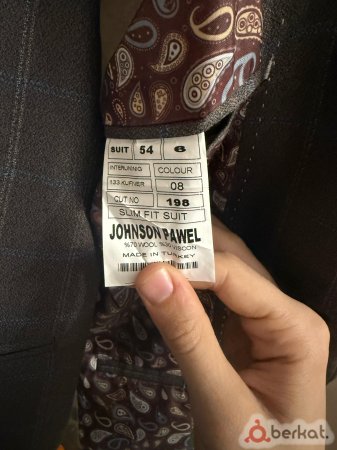 SUIT 54 6
INTERLINING COLOUR
133 KUFNER 08
CUT NO 198
SLIM FIT SUIT
JOHNSON PAWEL
%70 WOOL %30 VISCON
MADE IN TURKEY
berkat.